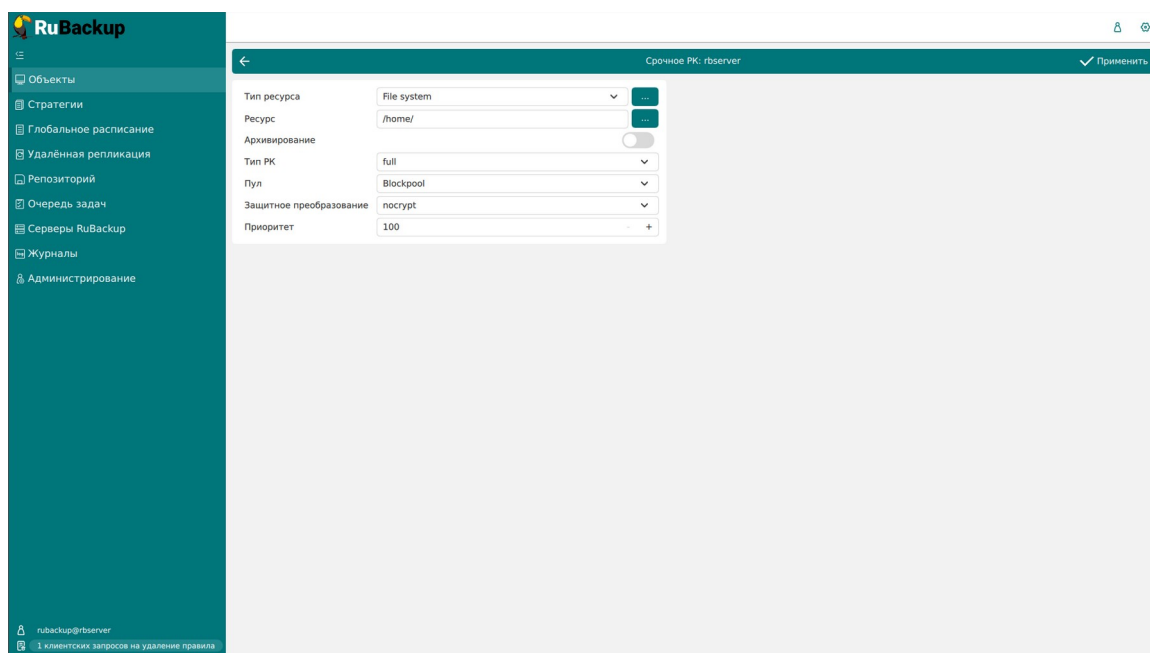 RuBackup
Срочное РК: rbserver
Применить
Объекты
Стратегии
Глобальное расписание
Удалённая репликация
Репозиторий
Очередь задач
Серверы RuBackup
Журналы
Администрирование
Тип ресурса File system ...
Ресурс /home/ ...
Архивирование
Тип РК full
Пул Blockpool
Защитное преобразование nocrypt
Приоритет 100 - +
rubackup@rbserver
1 клиентских запросов на удаление правила